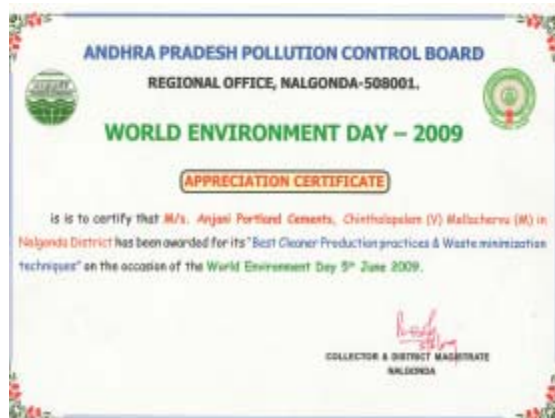 ANDHRA PRADESH POLLUTION CONTROL BOARD
REGIONAL OFFICE, NALGONDA-508001.
WORLD ENVIRONMENT DAY – 2009
APPRECIATION CERTIFICATE
is is to certify that M/s. Anjani Portland Cements, Chinthalapalem (V) Mellachervu (M) in
Nalgonda District has been awarded for its "Best Cleaner Production practices & Waste minimization
techniques" on the occasion of the World Environment Day 5th June 2009.
COLLECTOR & DISTRICT MAGISTRATE
NALGONDA